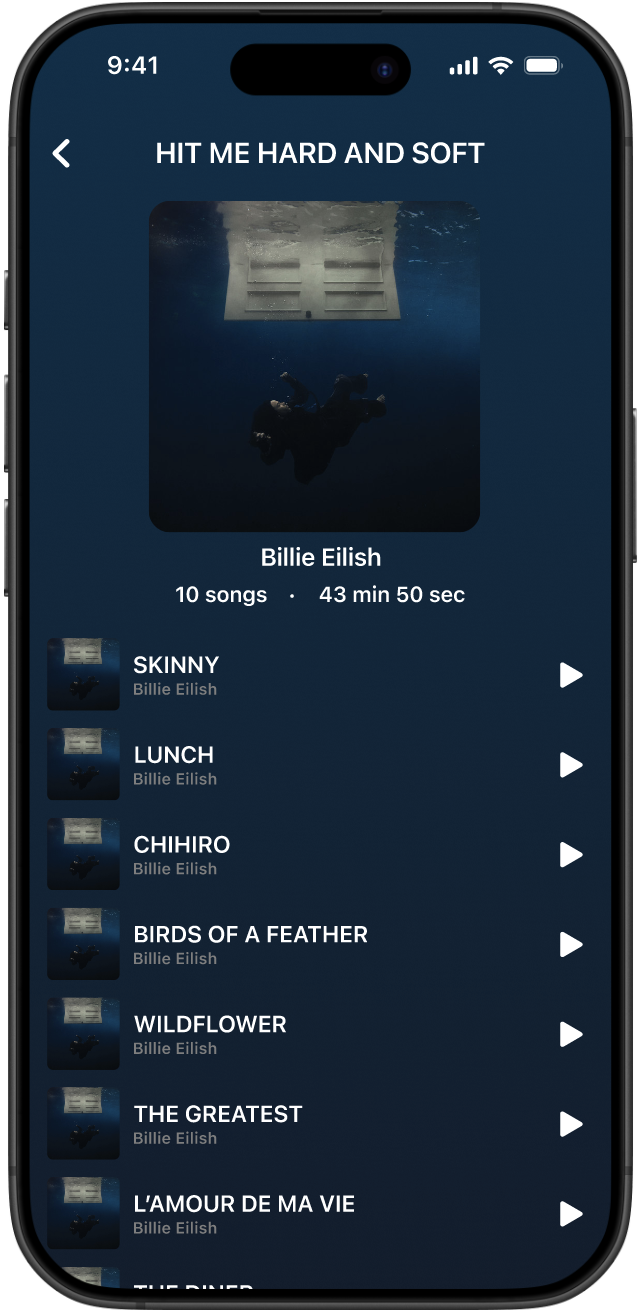 9:41
HIT ME HARD AND SOFT
Billie Eilish
10 songs · 43 min 50 sec
SKINNY
Billie Eilish
LUNCH
Billie Eilish
CHIHIRO
Billie Eilish
BIRDS OF A FEATHER
Billie Eilish
WILDFLOWER
Billie Eilish
THE GREATEST
Billie Eilish
L’AMOUR DE MA VIE
Billie Eilish
THE DINER